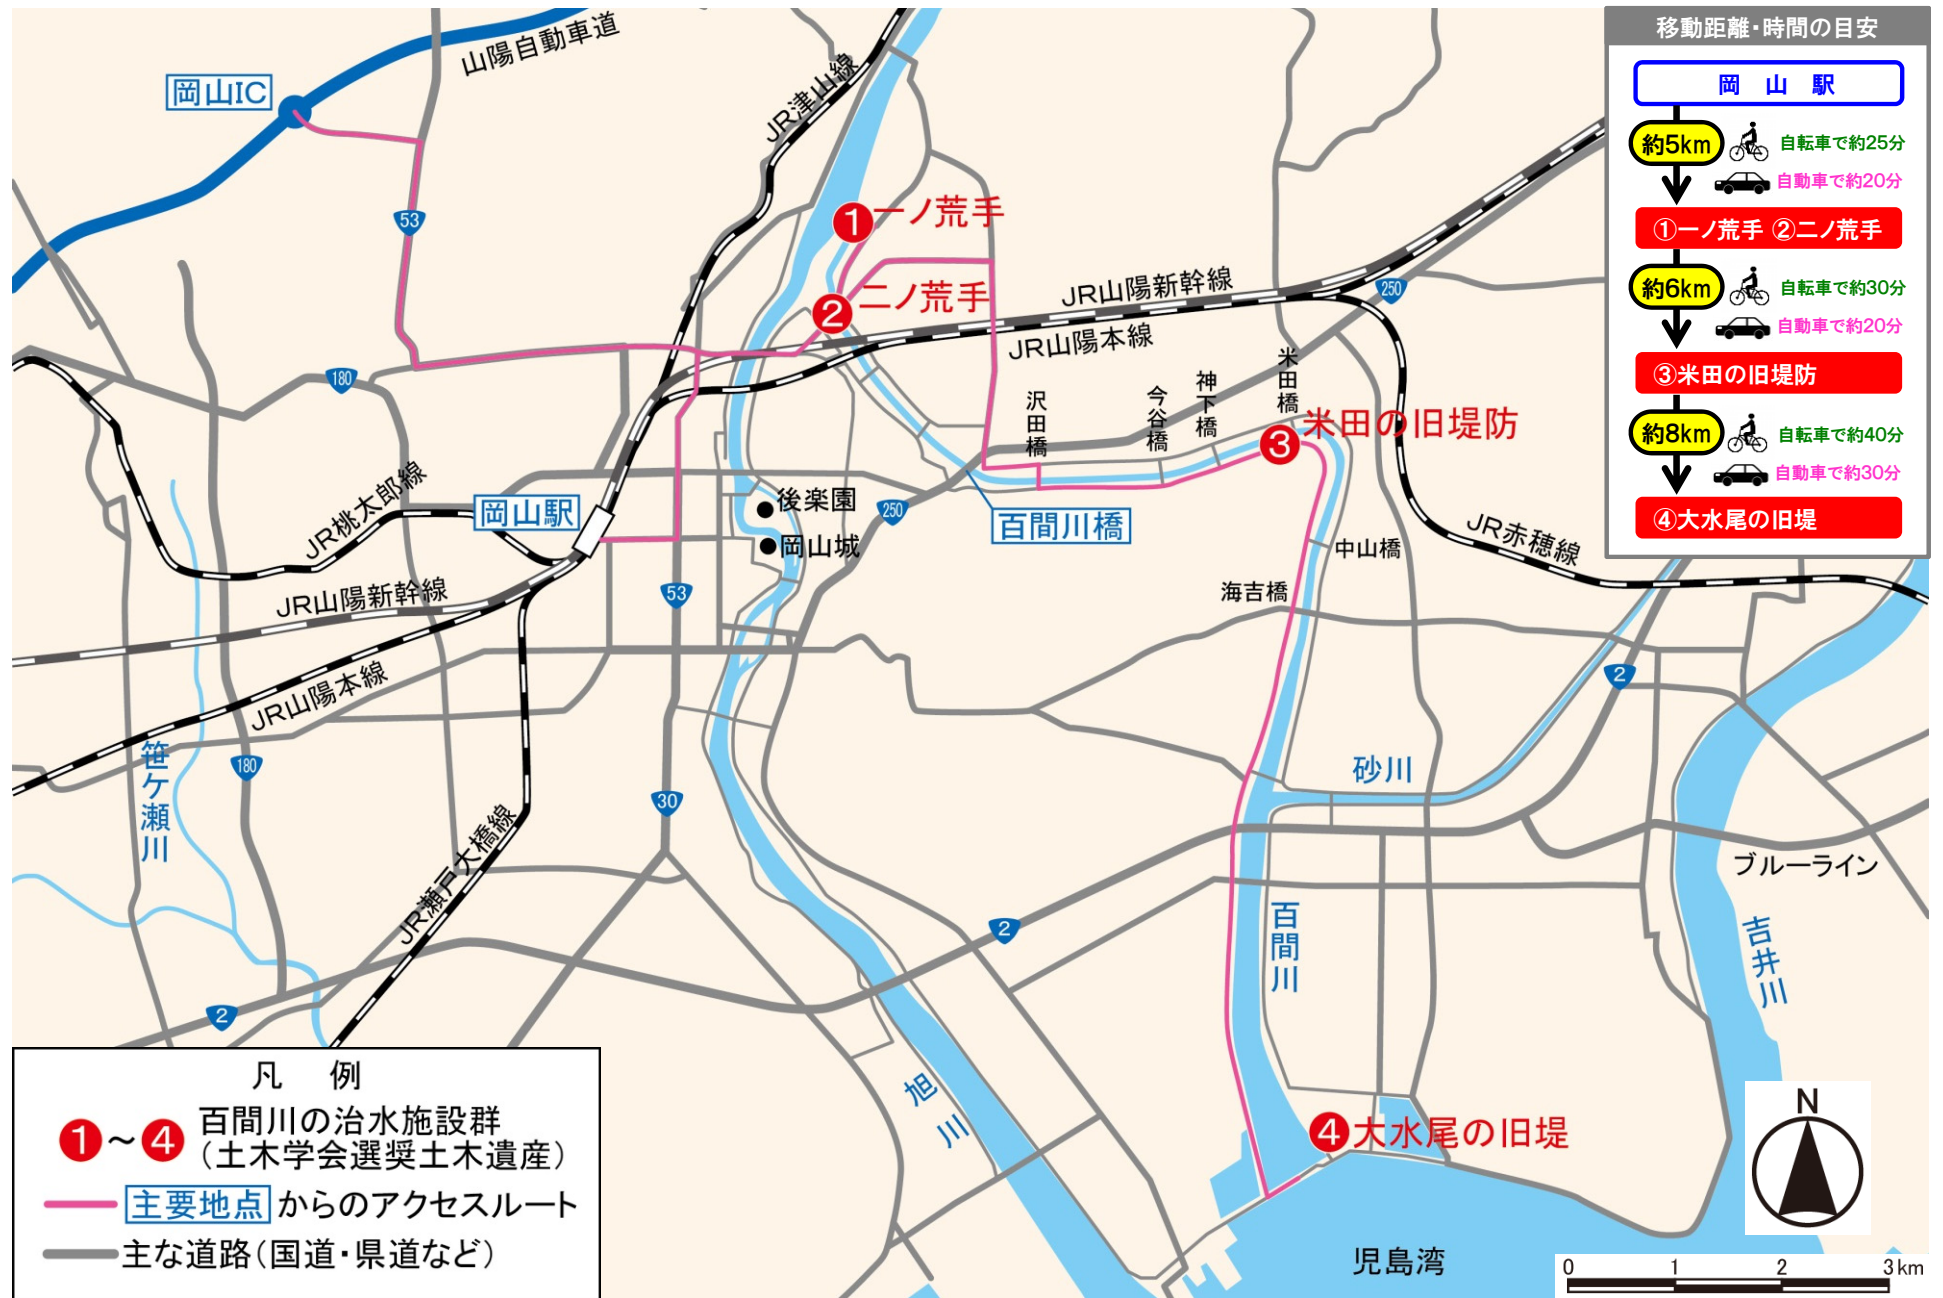 山陽自動車道
岡山IC
JR津山線
53
①一ノ荒手
②二ノ荒手
JR山陽新幹線
JR山陽本線
250
180
沢田橋
今谷橋
神下橋
米田橋
③米田の旧堤防
JR桃太郎線
岡山駅
後楽園
岡山城
250
百間川橋
中山橋
JR赤穂線
海吉橋
JR山陽新幹線
53
JR山陽本線
2
笹ケ瀬川
180
30
砂川
JR瀬戸大橋線
ブルーライン
2
百間川
吉井川
2
旭川
④大水尾の旧堤
児島湾
移動距離・時間の目安
岡山駅
約5km
自転車で約25分
自動車で約20分
①一ノ荒手 ②二ノ荒手
約6km
自転車で約30分
自動車で約20分
③米田の旧堤防
約8km
自転車で約40分
自動車で約30分
④大水尾の旧堤
凡 例
①～④ 百間川の治水施設群
（土木学会選奨土木遺産）
主要地点からのアクセスルート
主な道路（国道・県道など）
N
0 1 2 3km